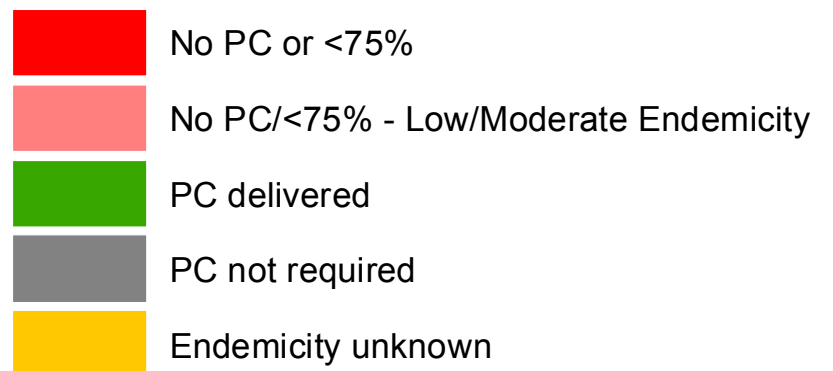 No PC or <75%
No PC/<75% - Low/Moderate Endemicity
PC delivered
PC not required
Endemicity unknown